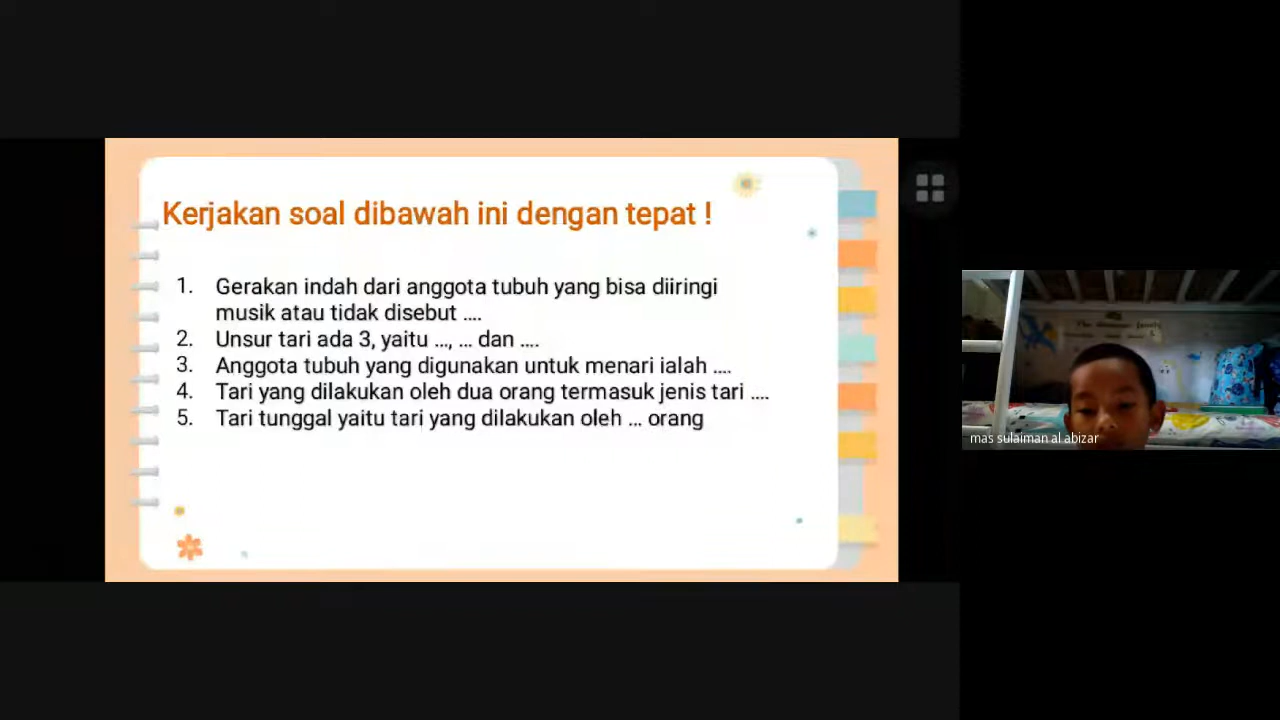 Kerjakan soal dibawah ini dengan tepat !
1. Gerakan indah dari anggota tubuh yang bisa diiringi
musik atau tidak disebut ....
2. Unsur tari ada 3, yaitu ..., ... dan ....
3. Anggota tubuh yang digunakan untuk menari ialah ....
4. Tari yang dilakukan oleh dua orang termasuk jenis tari ....
5. Tari tunggal yaitu tari yang dilakukan oleh ... orang
mas sulaiman al abizar